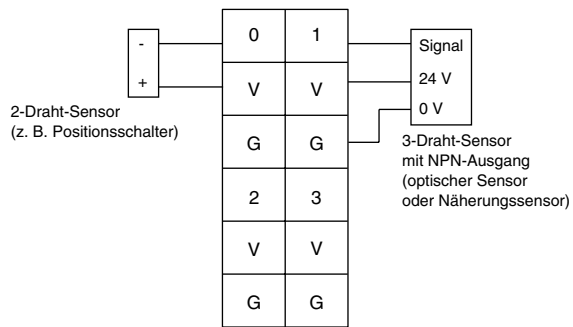 -
+
2-Draht-Sensor
(z. B. Positionsschalter)
0 1
V V
G G
2 3
V V
G G
Signal
24 V
0 V
3-Draht-Sensor
mit NPN-Ausgang
(optischer Sensor
oder Näherungssensor)